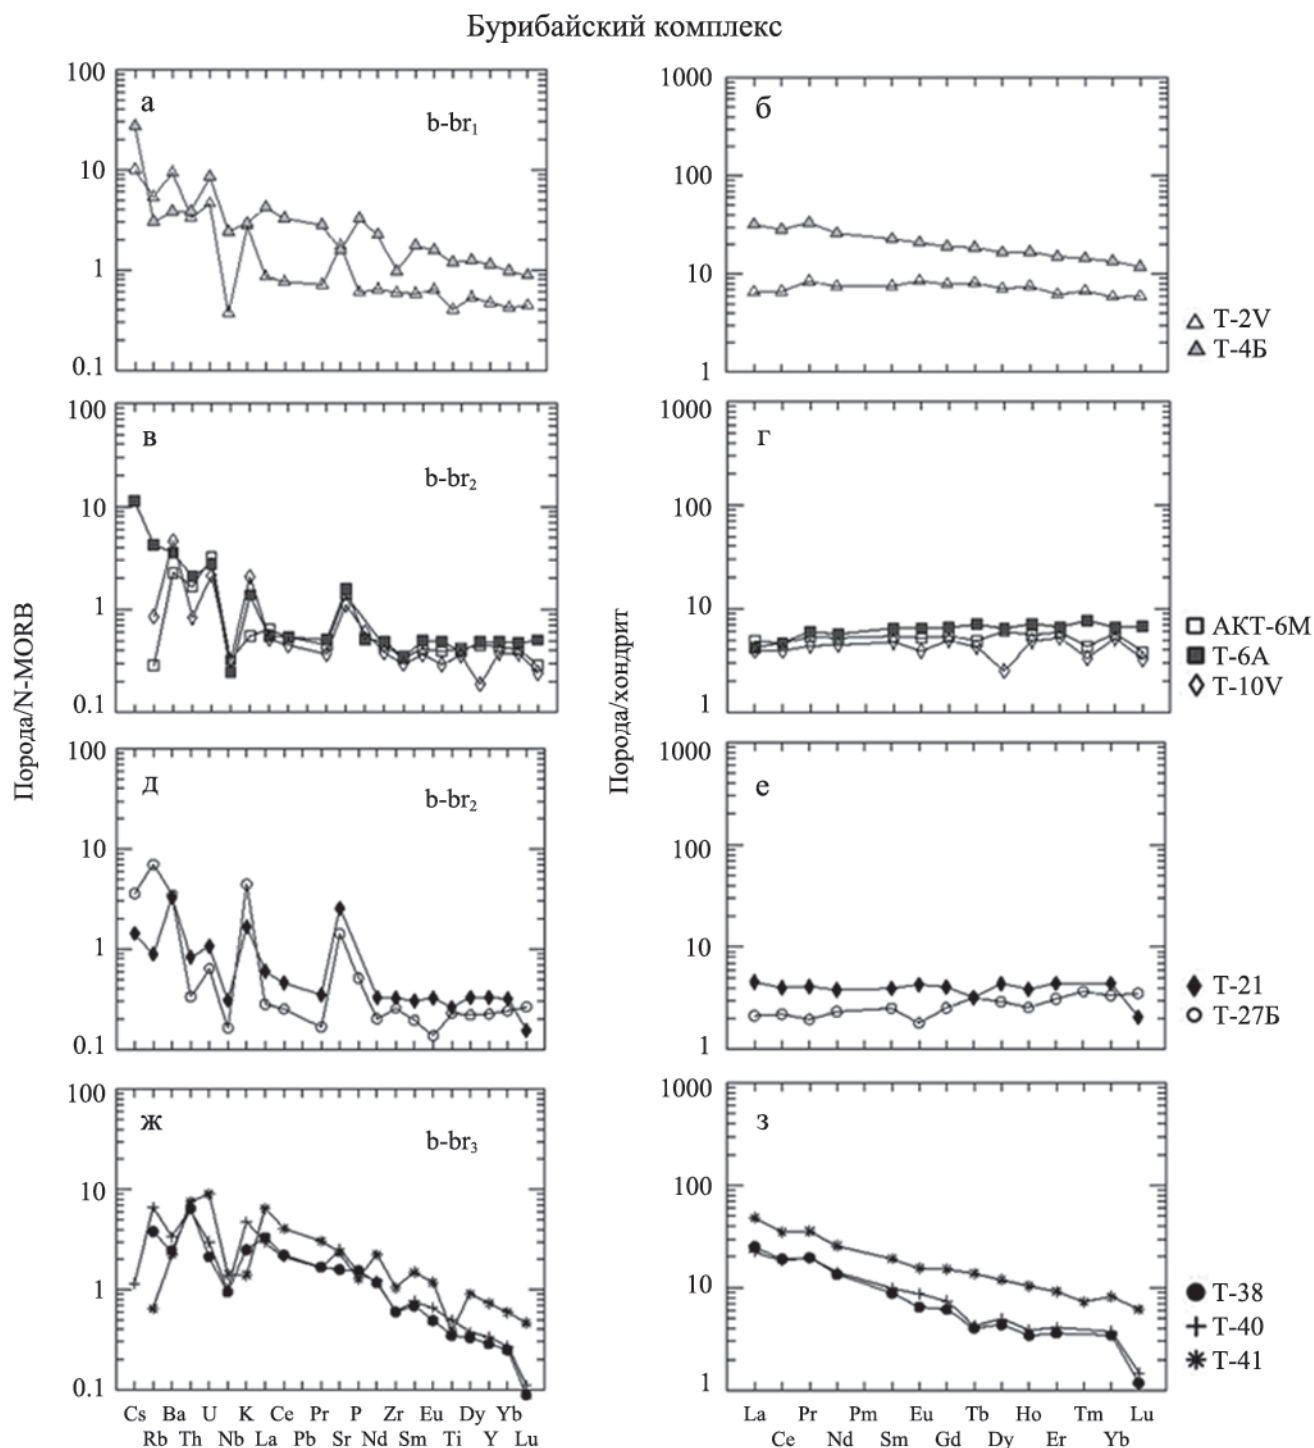 Бурибайский комплекс
100
10
1
0.1
а
b-br₁
1000
100
10
1
б
T-2V
T-4Б
100
10
1
0.1
в
b-br₂
1000
100
10
1
г
АКТ-6М
T-6A
T-10V
Порода/N-MORB
Порода/хондрит
100
10
1
0.1
д
b-br₂
1000
100
10
1
е
T-21
T-27Б
100
10
1
0.1
ж
b-br₃
1000
100
10
1
з
T-38
T-40
T-41
Cs Ba U K Ce Pr P Zr Eu Dy Yb
Rb Th Nb La Pb Sr Nd Sm Ti Y Lu
La Pr Pm Eu Tb Ho Tm Lu
Ce Nd Sm Gd Dy Er Yb